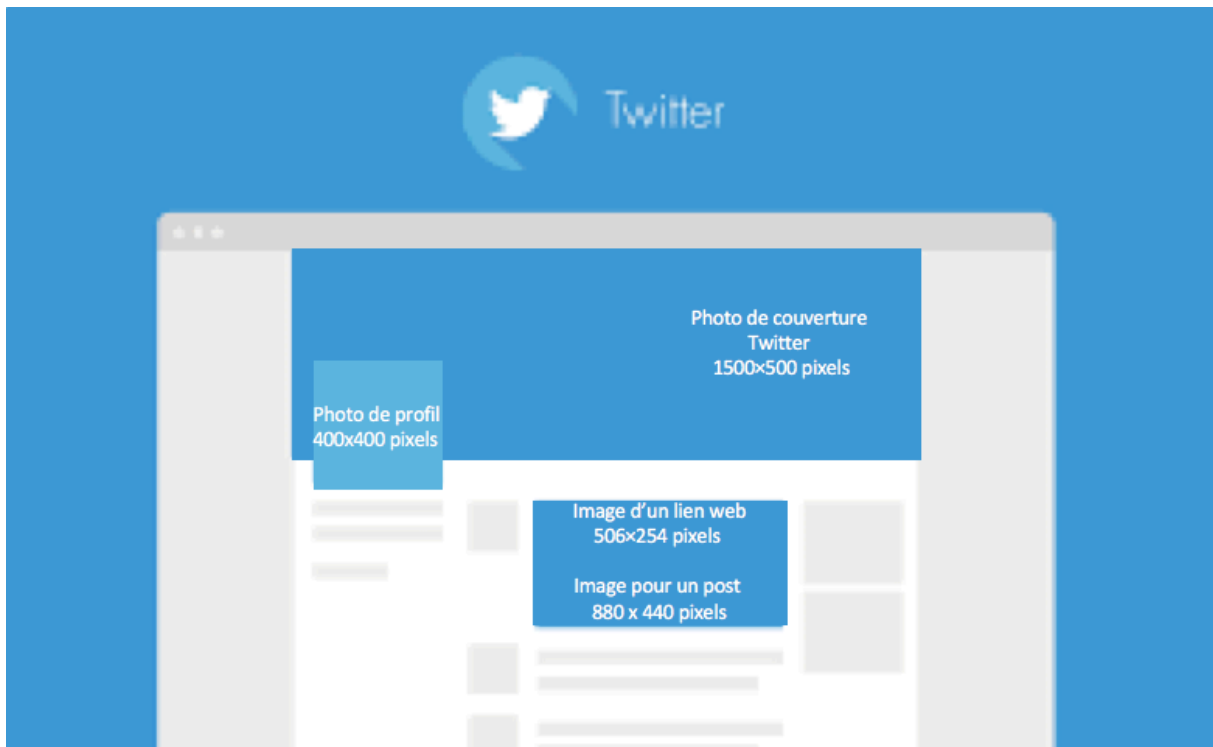 Twitter
Photo de couverture
Twitter
1500×500 pixels
Photo de profil
400x400 pixels
Image d’un lien web
506×254 pixels
Image pour un post
880 x 440 pixels